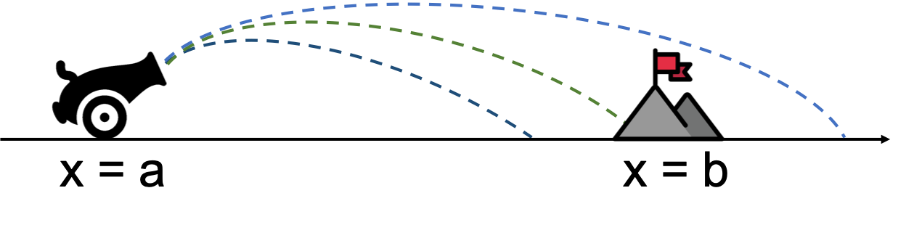 x = a
x = b